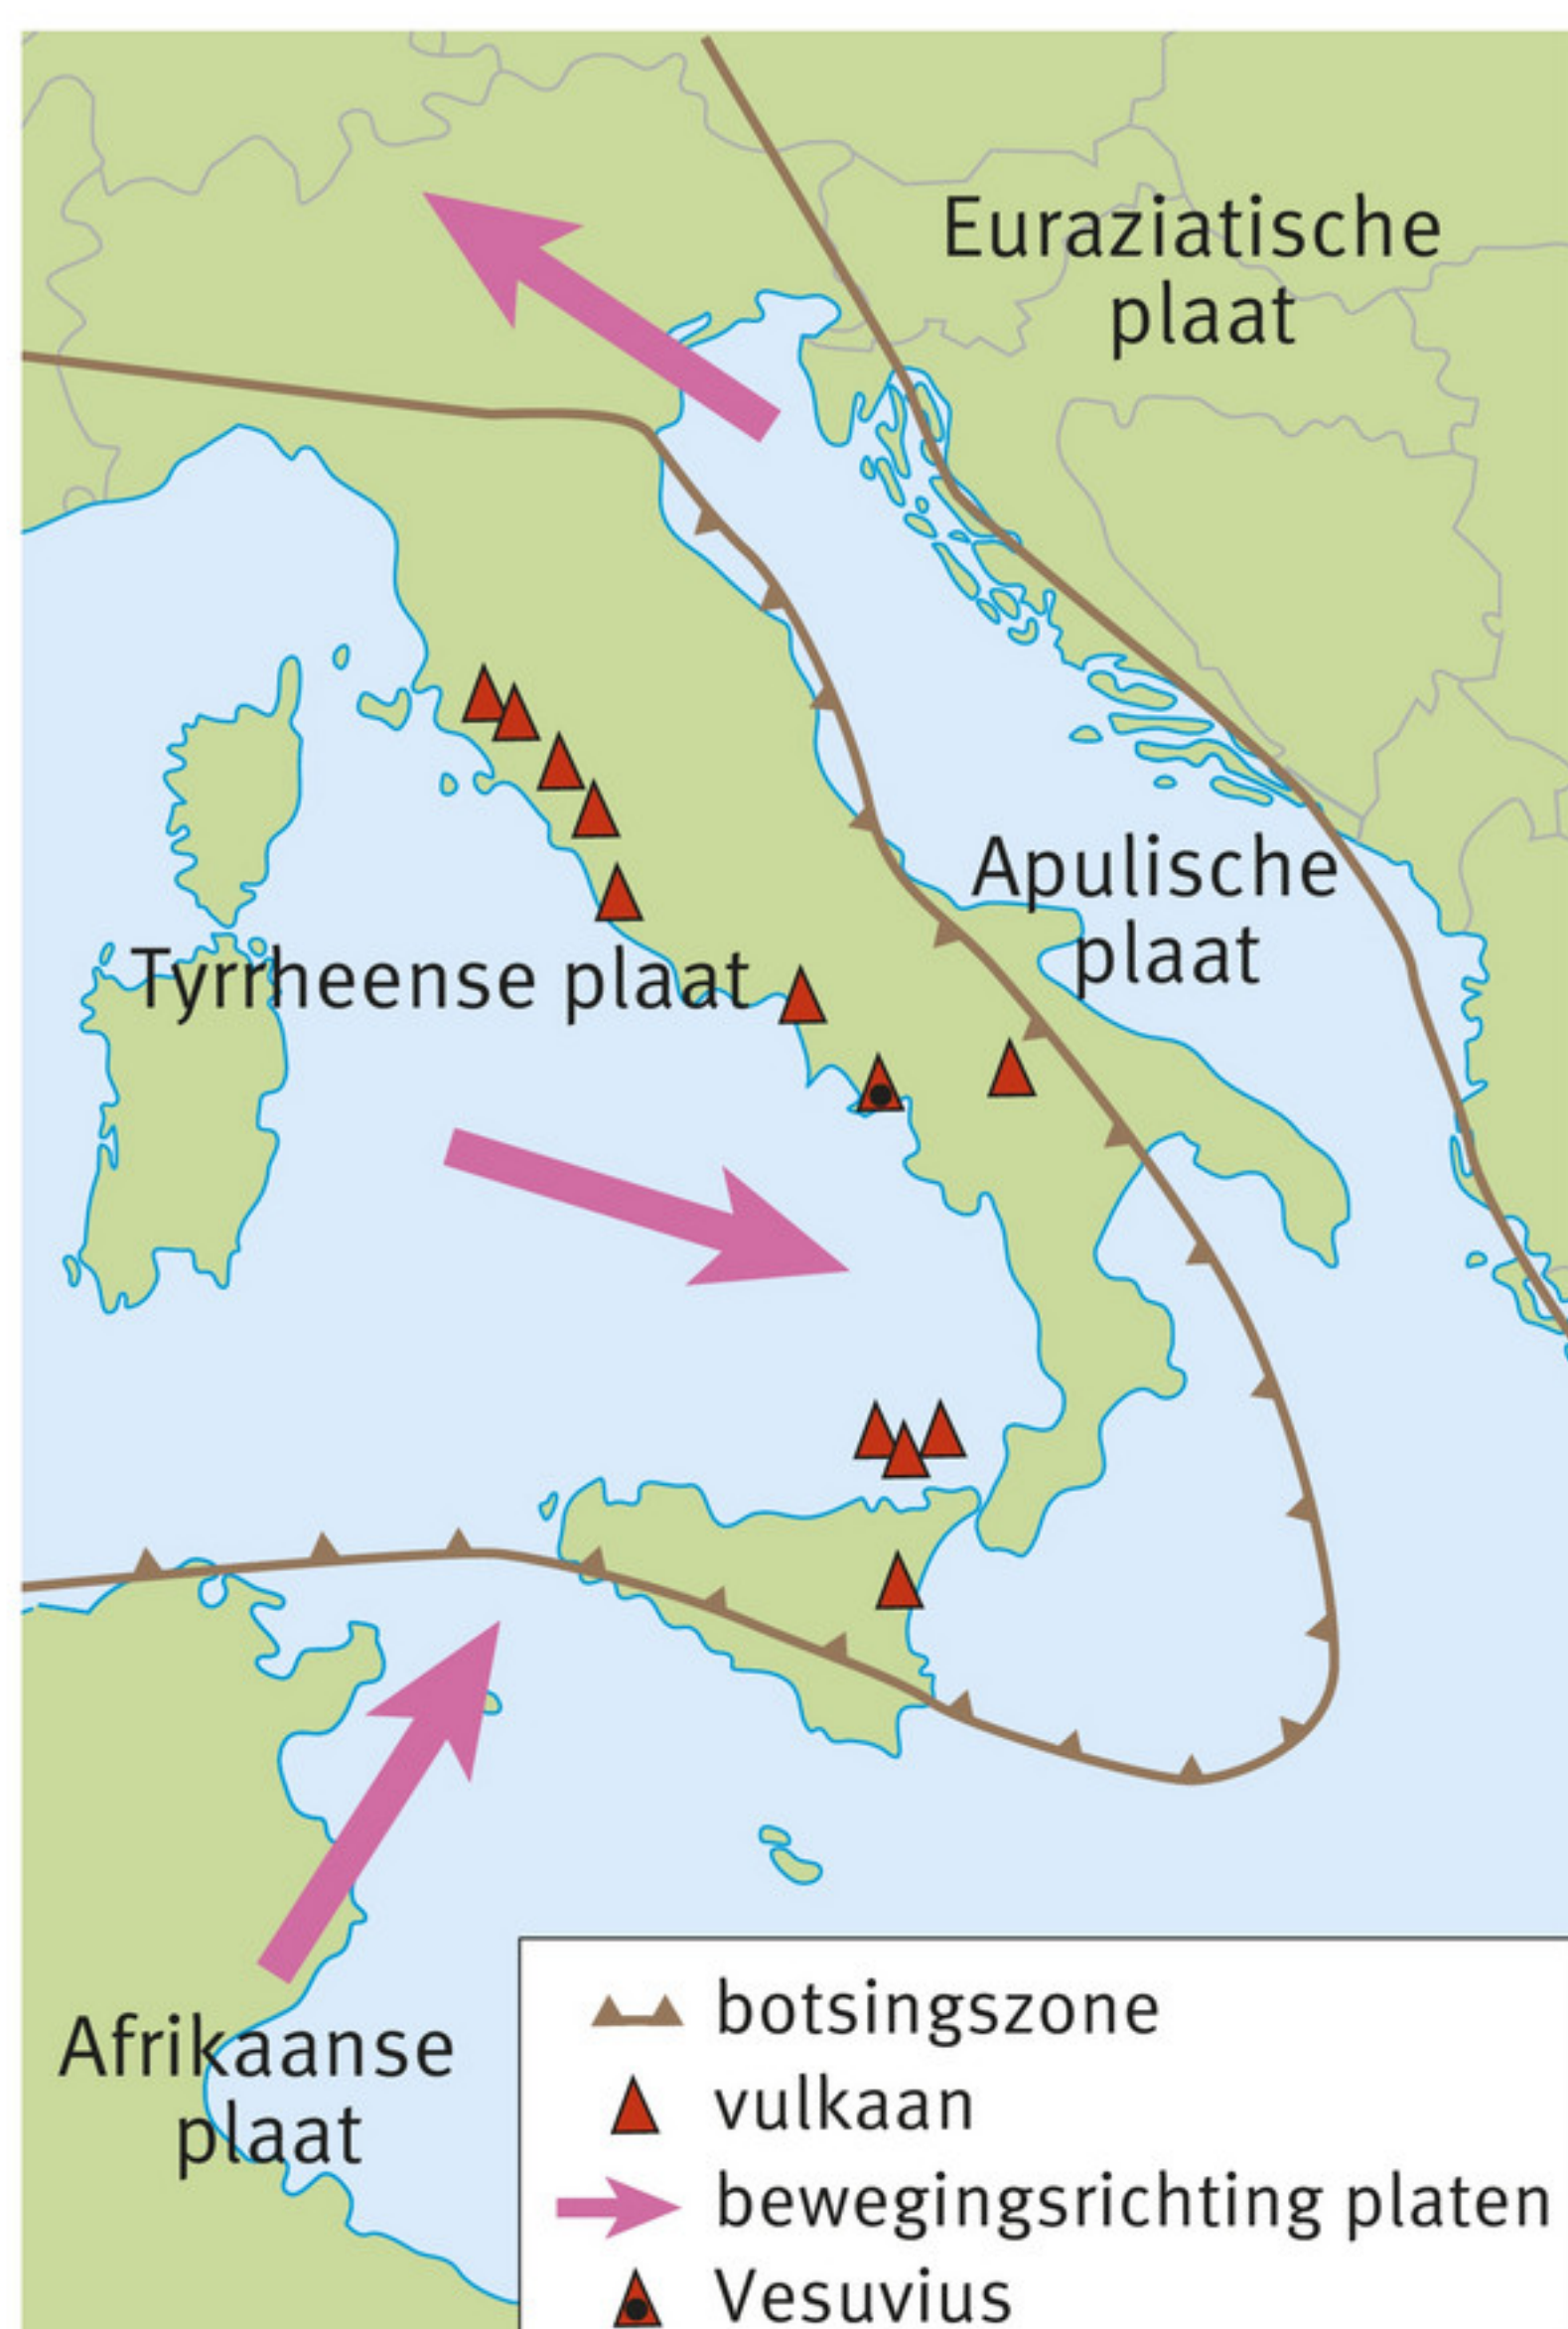 Euraziatische
plaat
Apulische
plaat
Tyrrheense plaat
Afrikaanse
plaat
botsingszone
vulkaan
bewegingsrichting platen
Vesuvius